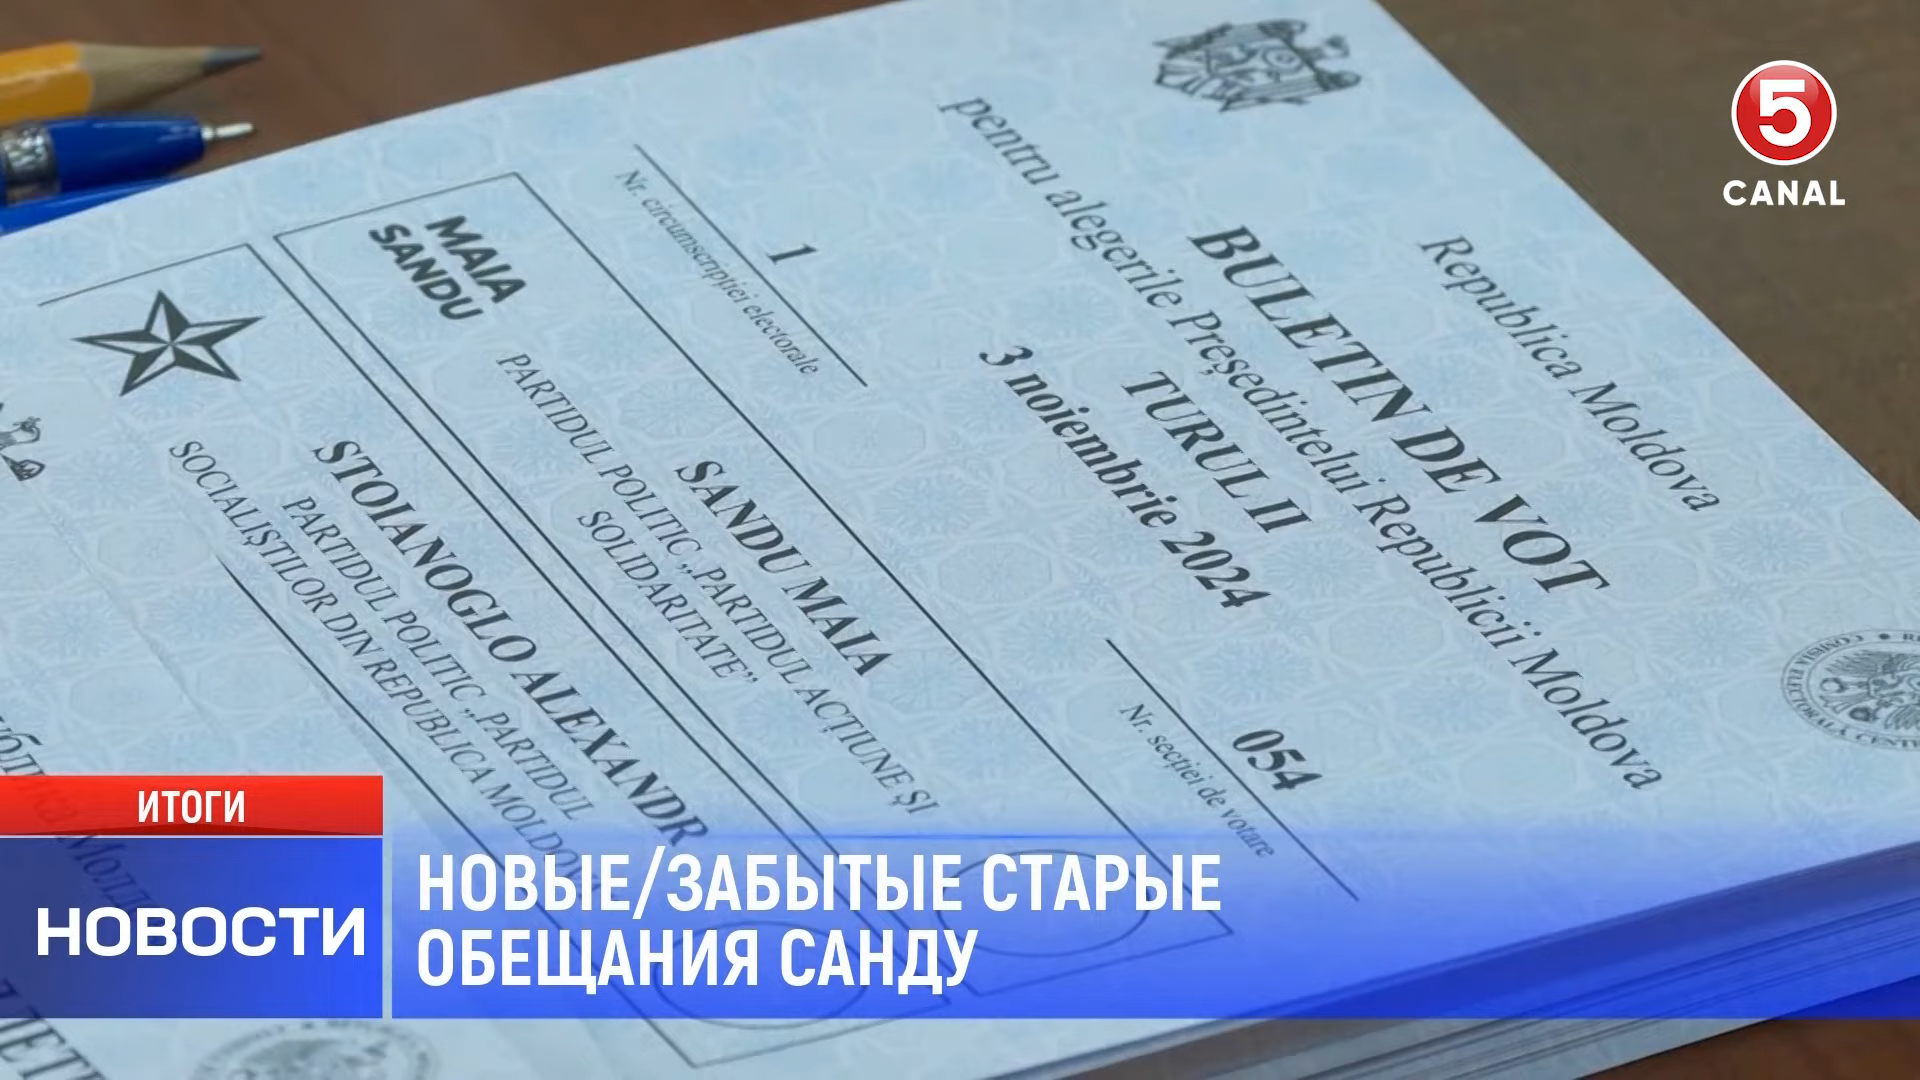 5
CANAL
Republica Moldova
BULETIN DE VOT
pentru alegerile Președintelui Republicii Moldova
TURUL II
3 noiembrie 2024
1
Nr. circumscripției electorale
054
Nr. secției de votare
MAIA
SANDU
SANDU MAIA
PARTIDUL POLITIC „PARTIDUL ACȚIUNE ȘI
SOLIDARITATE”
STOIANOGLO ALEXANDR
PARTIDUL POLITIC „PARTIDUL
SOCIALIȘTILOR DIN REPUBLICA MOLDOVA
ИТОГИ
НОВОСТИ
НОВЫЕ/ЗАБЫТЫЕ СТАРЫЕ
ОБЕЩАНИЯ САНДУ